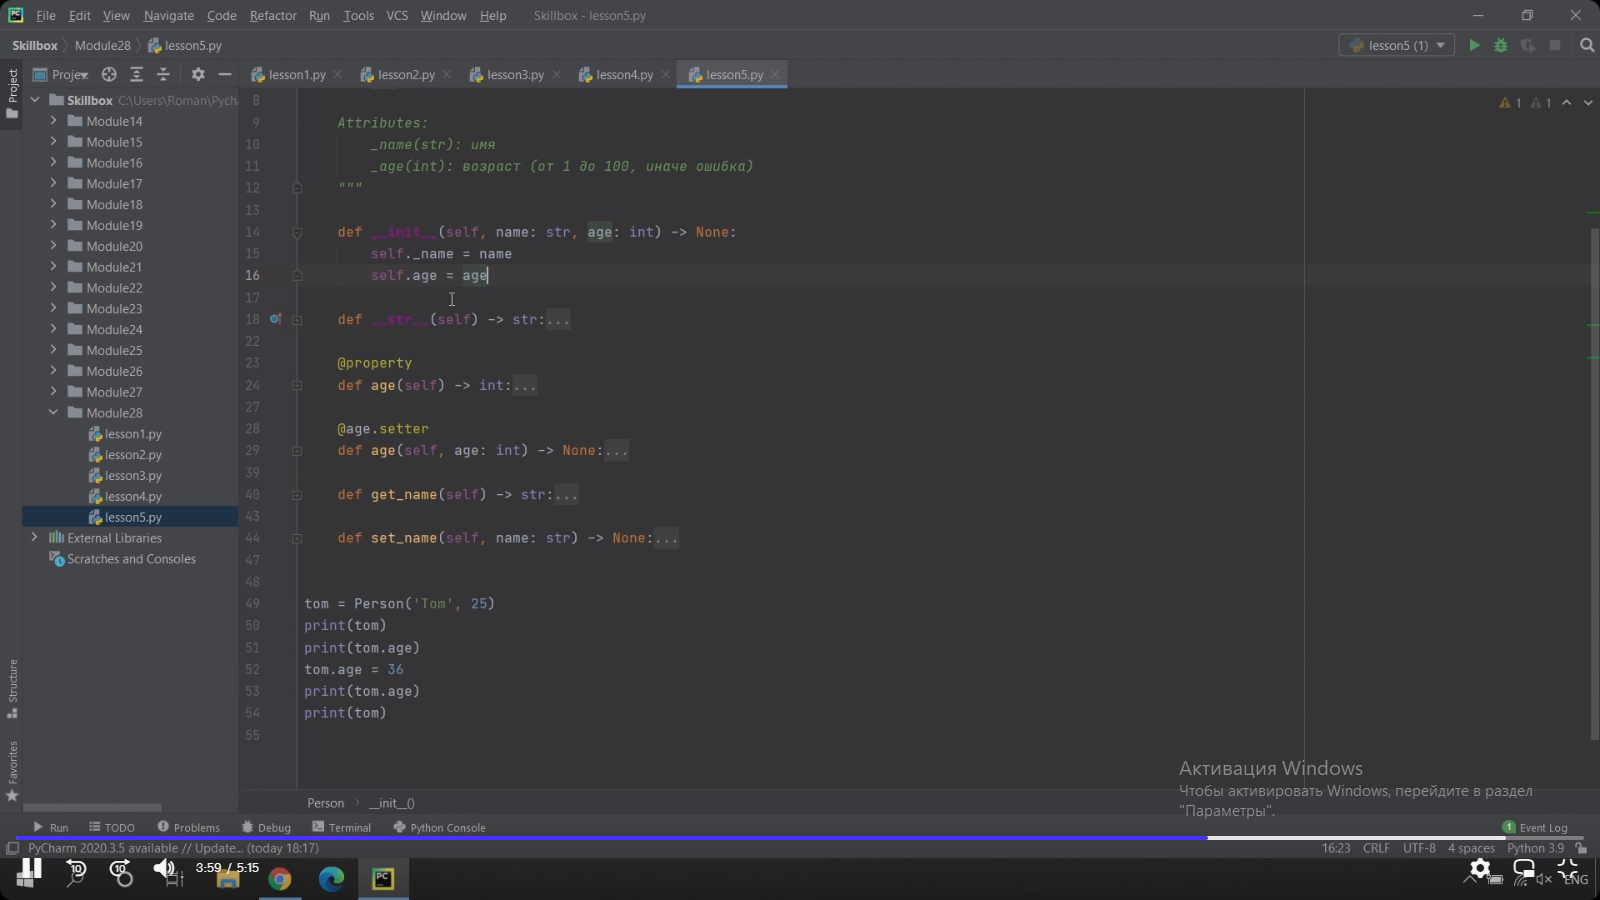 File Edit View Navigate Code Refactor Run Tools VCS Window Help Skillbox - lesson5.py
Skillbox Module28 lesson5.py lesson5 (1)
Project
Projec lesson1.py lesson2.py lesson3.py lesson4.py lesson5.py
Skillbox C:\Users\Roman\Pych
Module14
Module15
Module16
Module17
Module18
Module19
Module20
Module21
Module22
Module23
Module24
Module25
Module26
Module27
Module28
lesson1.py
lesson2.py
lesson3.py
lesson4.py
lesson5.py
External Libraries
Scratches and Consoles
1 1
8
9 Attributes:
10 _name(str): имя
11 _age(int): возраст (от 1 до 100, иначе ошибка)
12 """
13
14 def __init__(self, name: str, age: int) -> None:
15 self._name = name
16 self.age = age
17
18 def __str__(self) -> str:...
22
23 @property
24 def age(self) -> int:...
27
28 @age.setter
29 def age(self, age: int) -> None:...
39
40 def get_name(self) -> str:...
43
44 def set_name(self, name: str) -> None:...
47
48
49 tom = Person('Tom', 25)
50 print(tom)
51 print(tom.age)
52 tom.age = 36
53 print(tom.age)
54 print(tom)
55
Structure
Favorites
Активация Windows
Чтобы активировать Windows, перейдите в раздел
"Параметры".
Person __init__()
Run TODO Problems Debug Terminal Python Console 1 Event Log
PyCharm 2020.3.5 available // Update... (today 18:17) 16:23 CRLF UTF-8 4 spaces Python 3.9
10 10 3:59 / 5:15 ENG